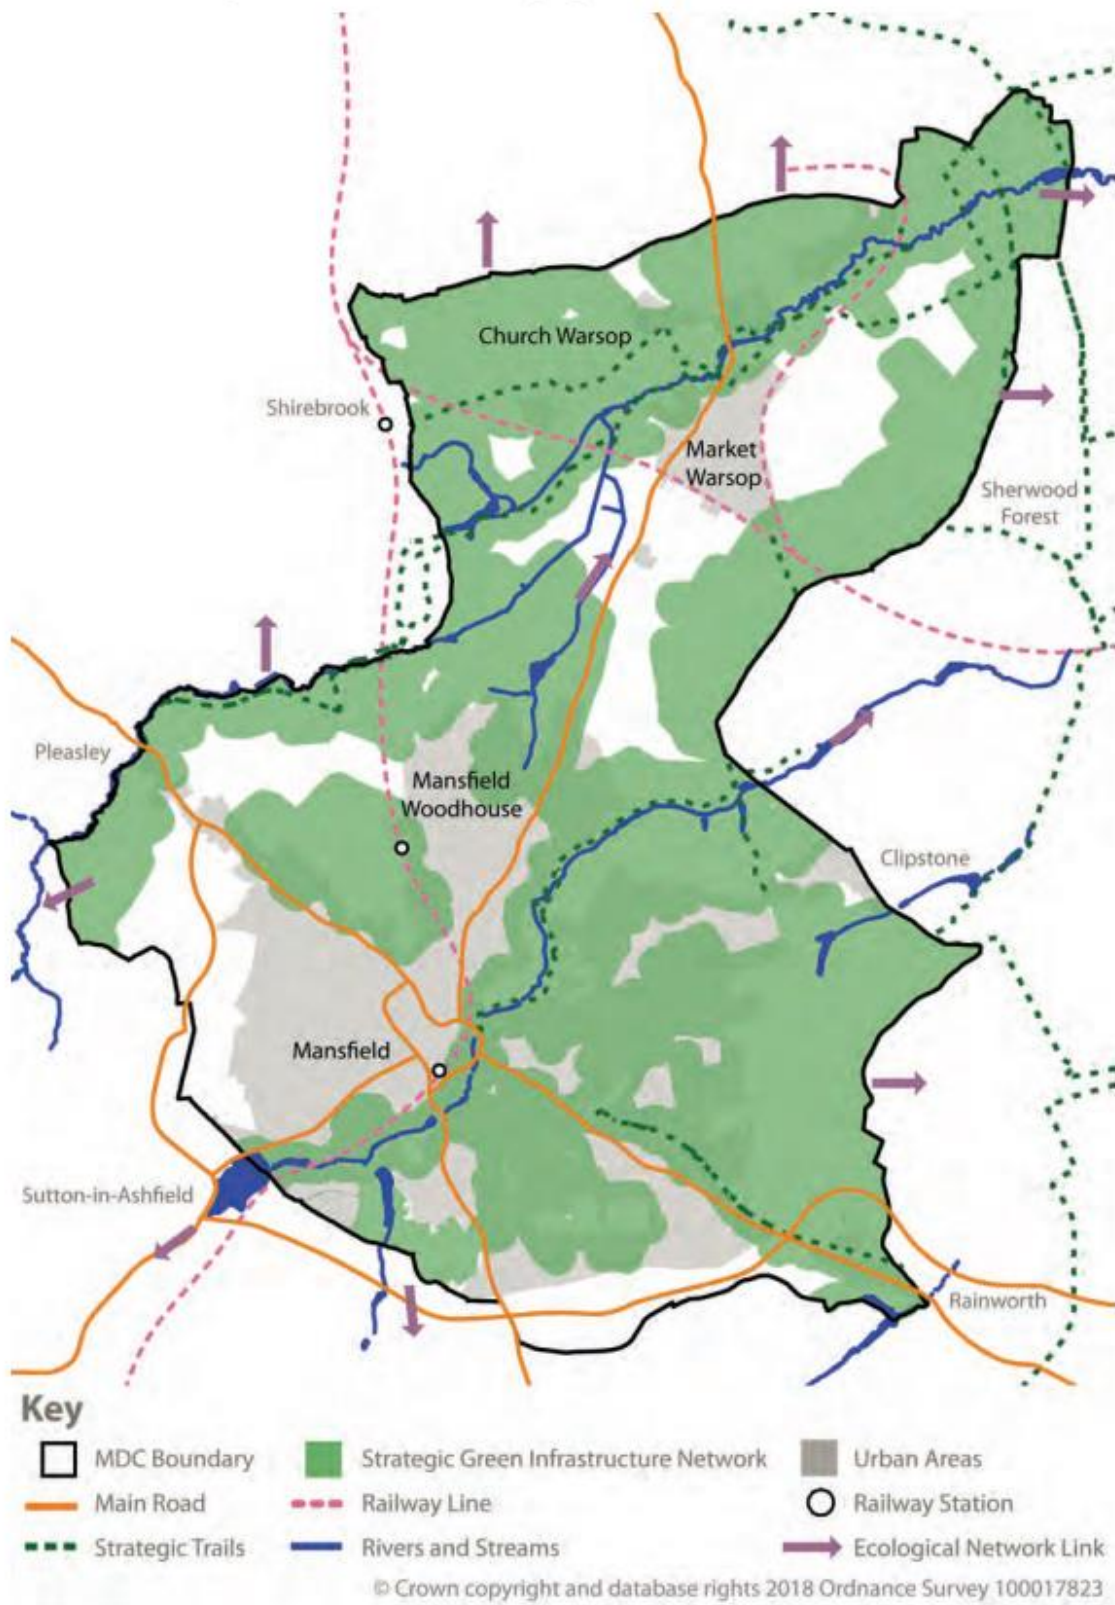 Church Warsop
Shirebrook
Market
Warsop
Sherwood
Forest
Pleasley
Mansfield
Woodhouse
Clipstone
Mansfield
Sutton-in-Ashfield
Rainworth
Key
MDC Boundary
Strategic Green Infrastructure Network
Urban Areas
Main Road
Railway Line
Railway Station
Strategic Trails
Rivers and Streams
Ecological Network Link
© Crown copyright and database rights 2018 Ordnance Survey 100017823